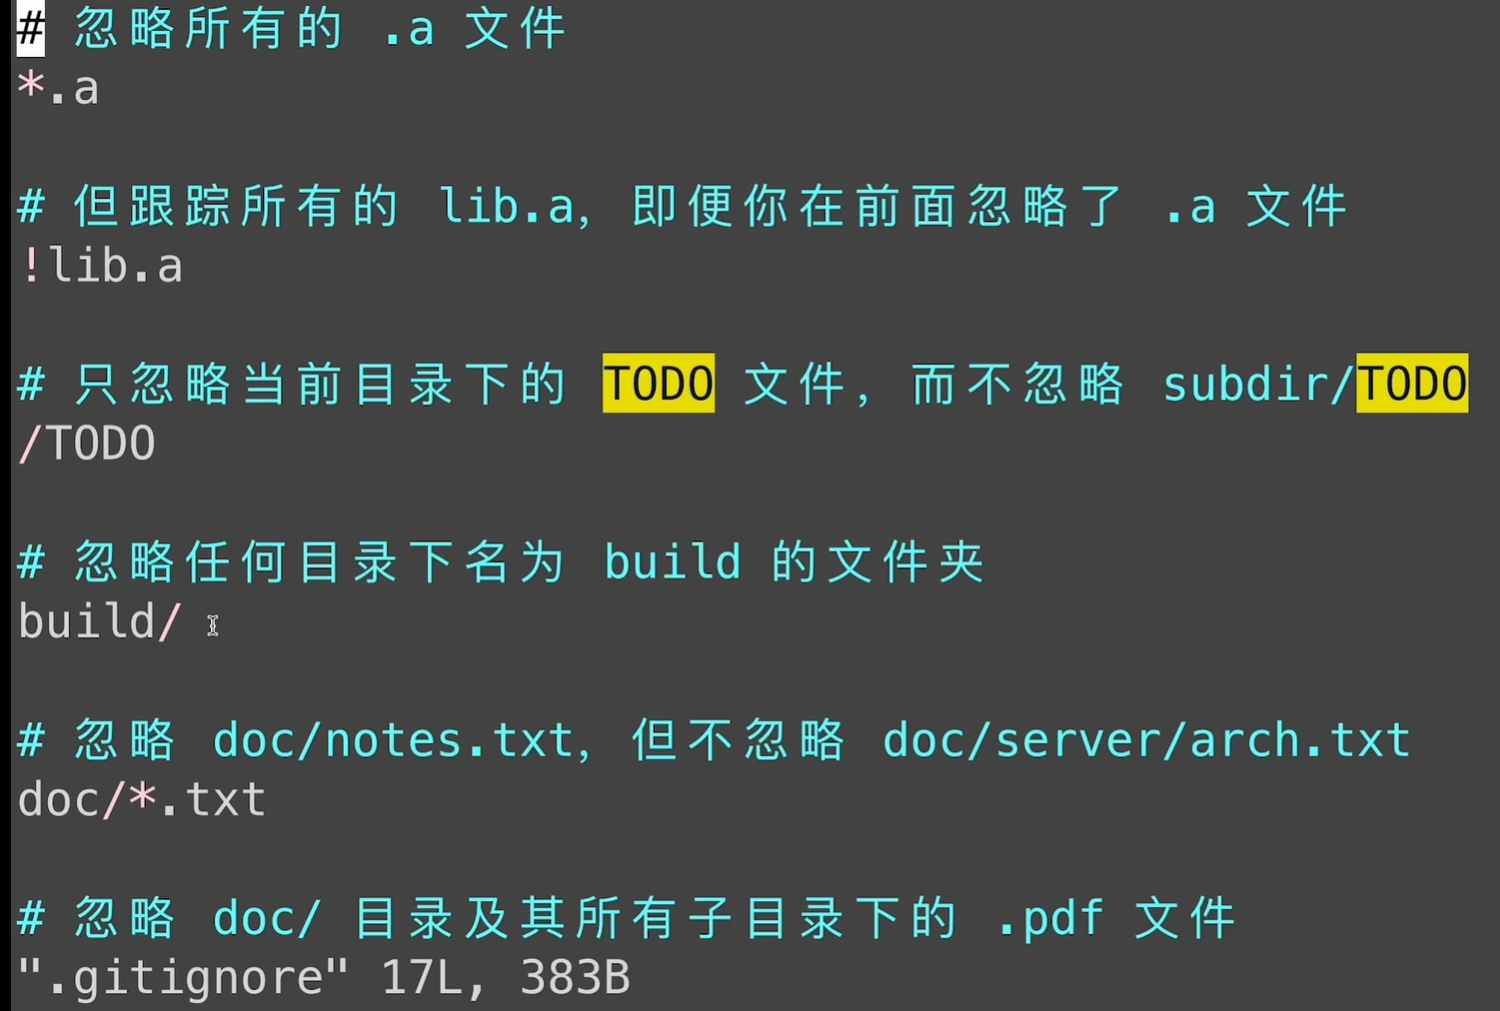 # 忽略所有的 .a 文件
*.a
# 但跟踪所有的 lib.a, 即便你在前面忽略了 .a 文件
!lib.a
# 只忽略当前目录下的 TODO 文件, 而不忽略 subdir/TODO
/TODO
# 忽略任何目录下名为 build 的文件夹
build/
# 忽略 doc/notes.txt, 但不忽略 doc/server/arch.txt
doc/*.txt
# 忽略 doc/ 目录及其所有子目录下的 .pdf 文件
".gitignore" 17L, 383B